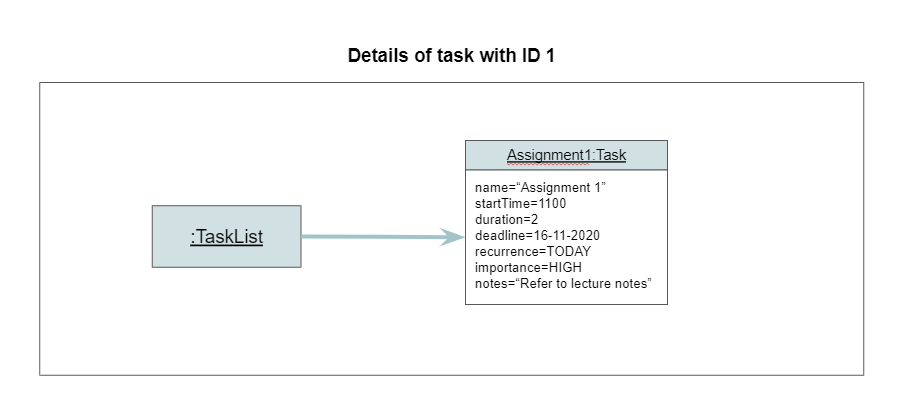 Details of task with ID 1
Assignment1:Task
name=“Assignment 1”
startTime=1100
duration=2
deadline=16-11-2020
recurrence=TODAY
importance=HIGH
notes=“Refer to lecture notes”
:TaskList